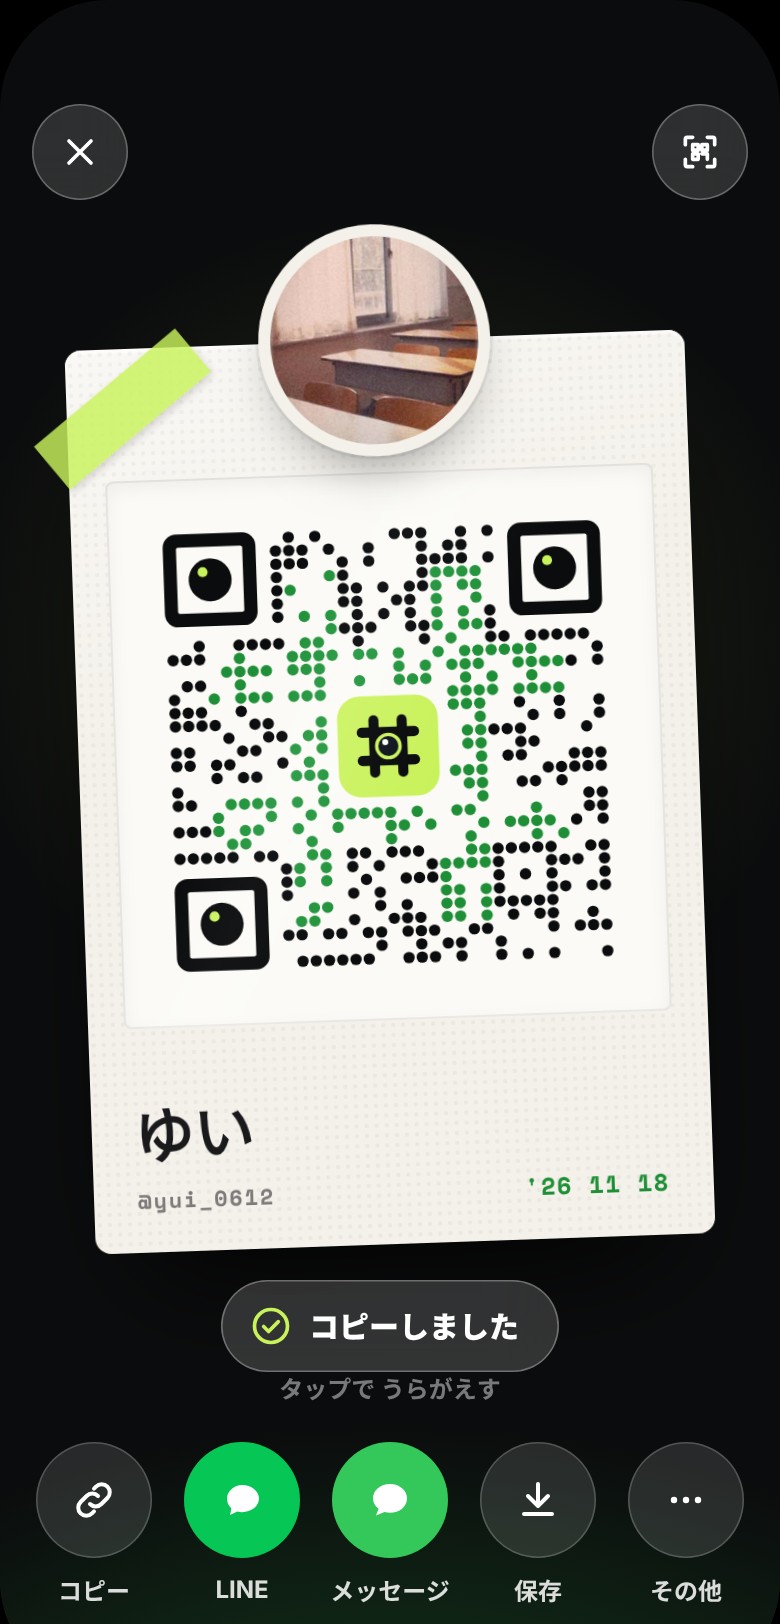 ゆい
@yui_0612
'26 11 18
コピーしました
タップで うらがえす
コピー
LINE
メッセージ
保存
その他